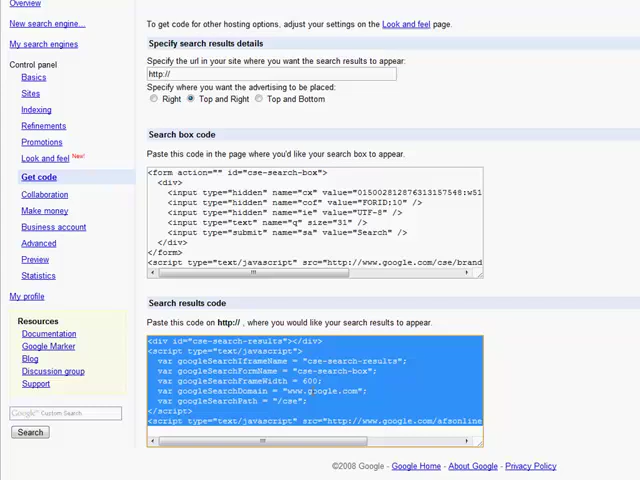 Overview
New search engine...
My search engines
Control panel
Basics
Sites
Indexing
Refinements
Promotions
Look and feel New!
Get code
Collaboration
Make money
Business account
Advanced
Preview
Statistics
My profile
Resources
Documentation
Google Marker
Blog
Discussion group
Support
Google Custom Search
Search
To get code for other hosting options, adjust your settings on the Look and feel page.
Specify search results details
Specify the url in your site where you want the search results to appear:
http://
Specify where you want the advertising to be placed:
Right Top and Right Top and Bottom
Search box code
Paste this code in the page where you'd like your search box to appear.
<form action="" id="cse-search-box">
<div>
<input type="hidden" name="cx" value="015002812876313157548:w51
<input type="hidden" name="cof" value="FORID:10" />
<input type="hidden" name="ie" value="UTF-8" />
<input type="text" name="q" size="31" />
<input type="submit" name="sa" value="Search" />
</div>
</form>
<script type="text/javascript" src="http://www.google.com/cse/brand
Search results code
Paste this code on http:// , where you would like your search results to appear.
<div id="cse-search-results"></div>
<script type="text/javascript">
var googleSearchIframeName = "cse-search-results";
var googleSearchFormName = "cse-search-box";
var googleSearchFrameWidth = 600;
var googleSearchDomain = "www.google.com";
var googleSearchPath = "/cse";
</script>
<script type="text/javascript" src="http://www.google.com/afsonline
©2008 Google - Google Home - About Google - Privacy Policy